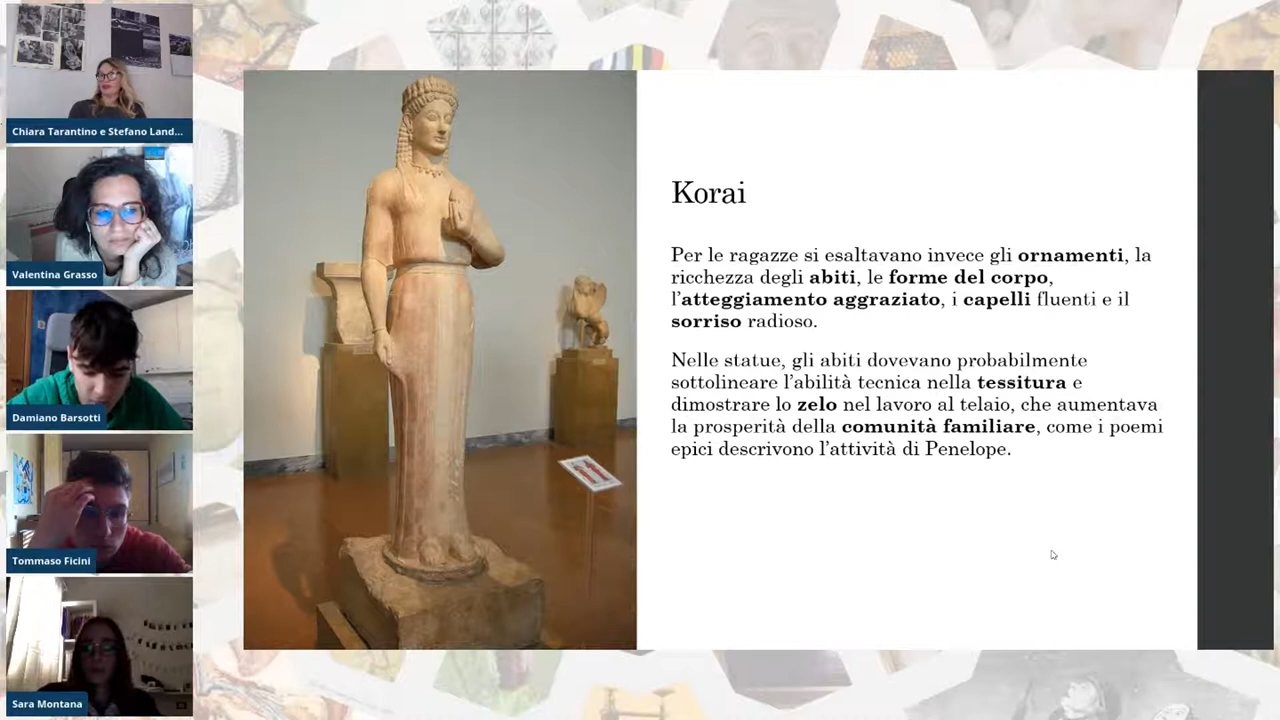 Chiara Tarantino e Stefano Land...
Valentina Grasso
Damiano Barsotti
Tommaso Ficini
Sara Montana
Korai
Per le ragazze si esaltavano invece gli ornamenti, la
ricchezza degli abiti, le forme del corpo,
l'atteggiamento aggraziato, i capelli fluenti e il
sorriso radioso.
Nelle statue, gli abiti dovevano probabilmente
sottolineare l'abilità tecnica nella tessitura e
dimostrare lo zelo nel lavoro al telaio, che aumentava
la prosperità della comunità familiare, come i poemi
epici descrivono l'attività di Penelope.